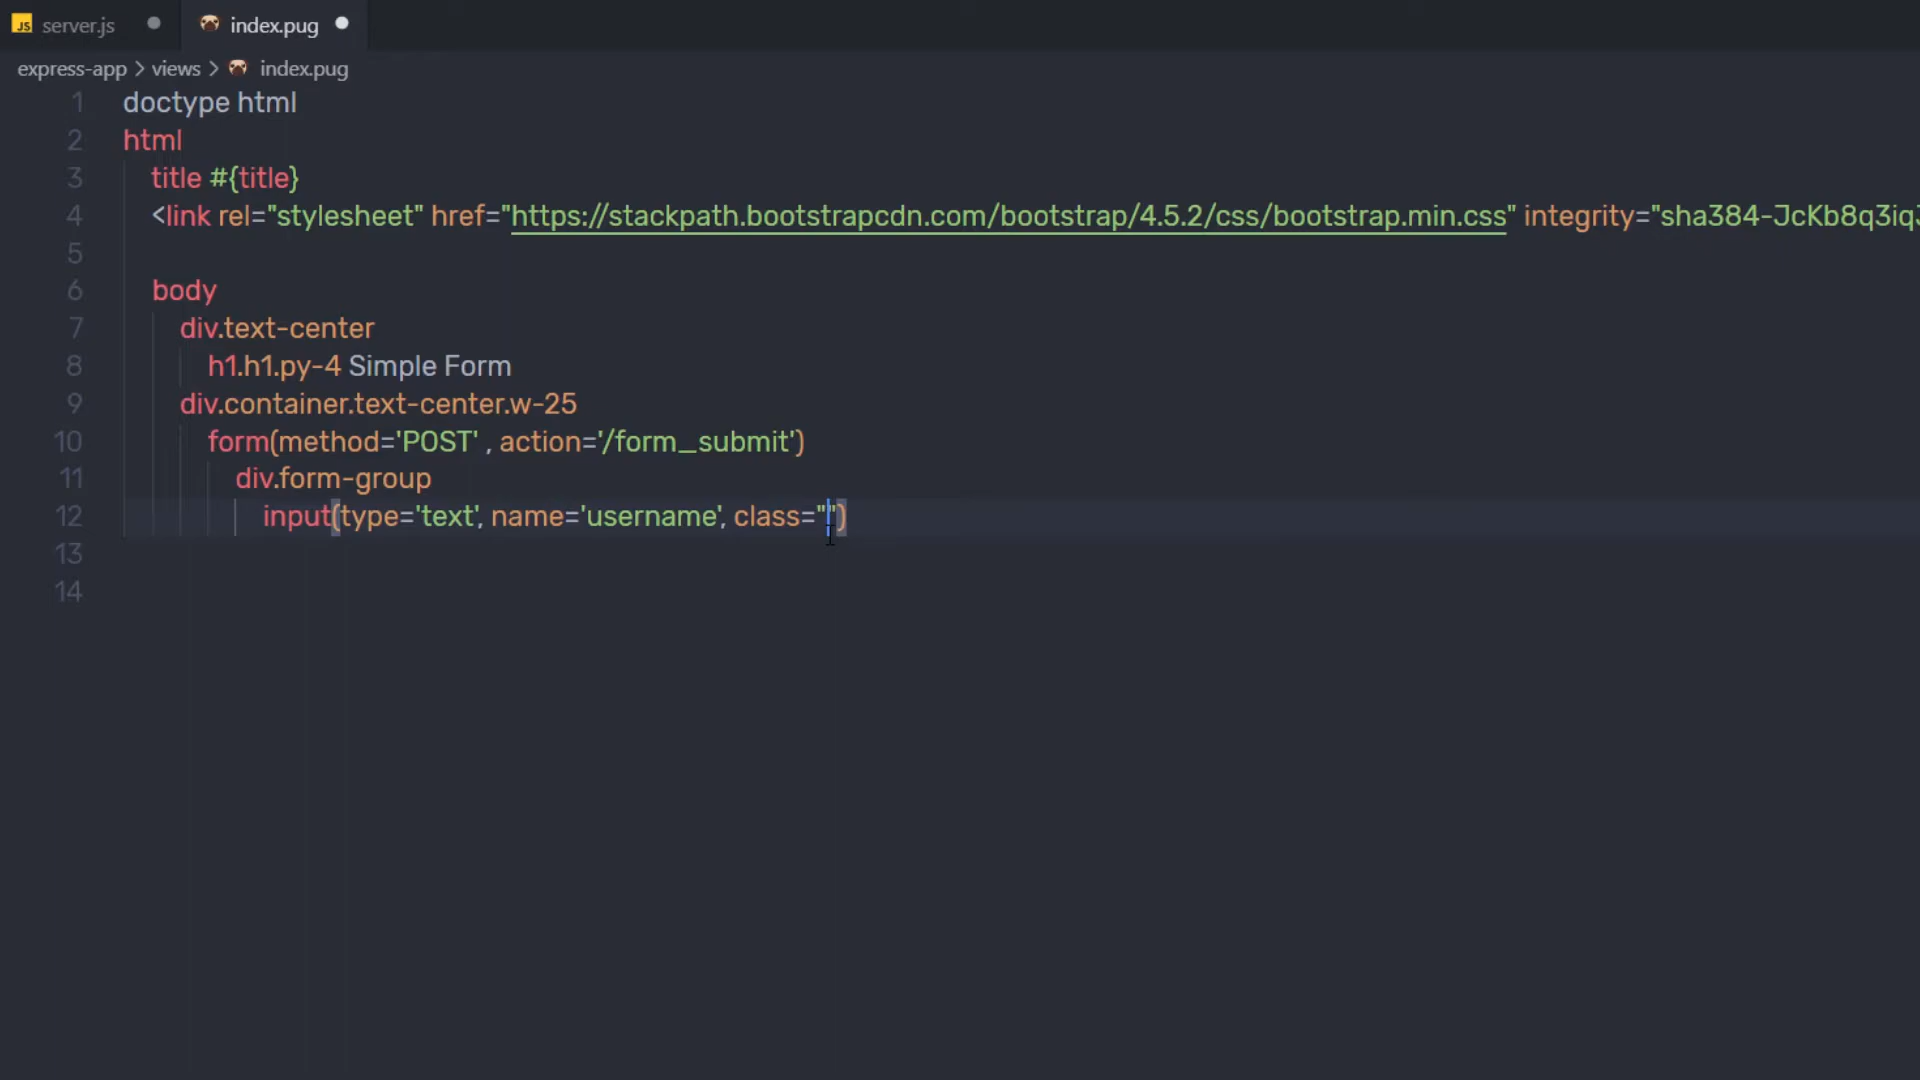 JS server.js index.pug
express-app > views > index.pug
1 doctype html
2 html
3 title #{title}
4 <link rel="stylesheet" href="https://stackpath.bootstrapcdn.com/bootstrap/4.5.2/css/bootstrap.min.css" integrity="sha384-JcKb8q3iqJ
5
6 body
7 div.text-center
8 h1.h1.py-4 Simple Form
9 div.container.text-center.w-25
10 form(method='POST' , action='/form_submit')
11 div.form-group
12 input(type='text', name='username', class='')
13
14